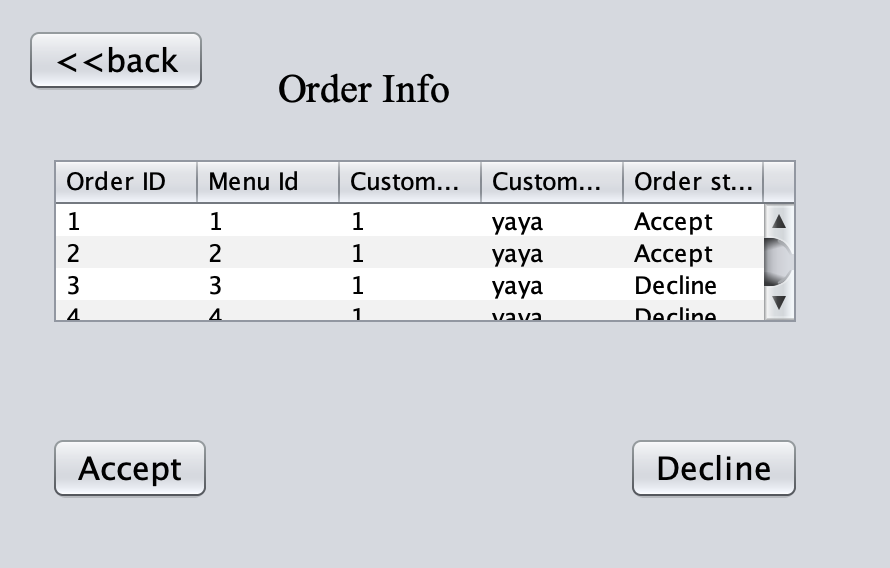 <<back
Order Info
Order ID Menu Id Custom... Custom... Order st...
1 1 1 yaya Accept
2 2 1 yaya Accept
3 3 1 yaya Decline
4 4 1 yaya Decline
Accept Decline